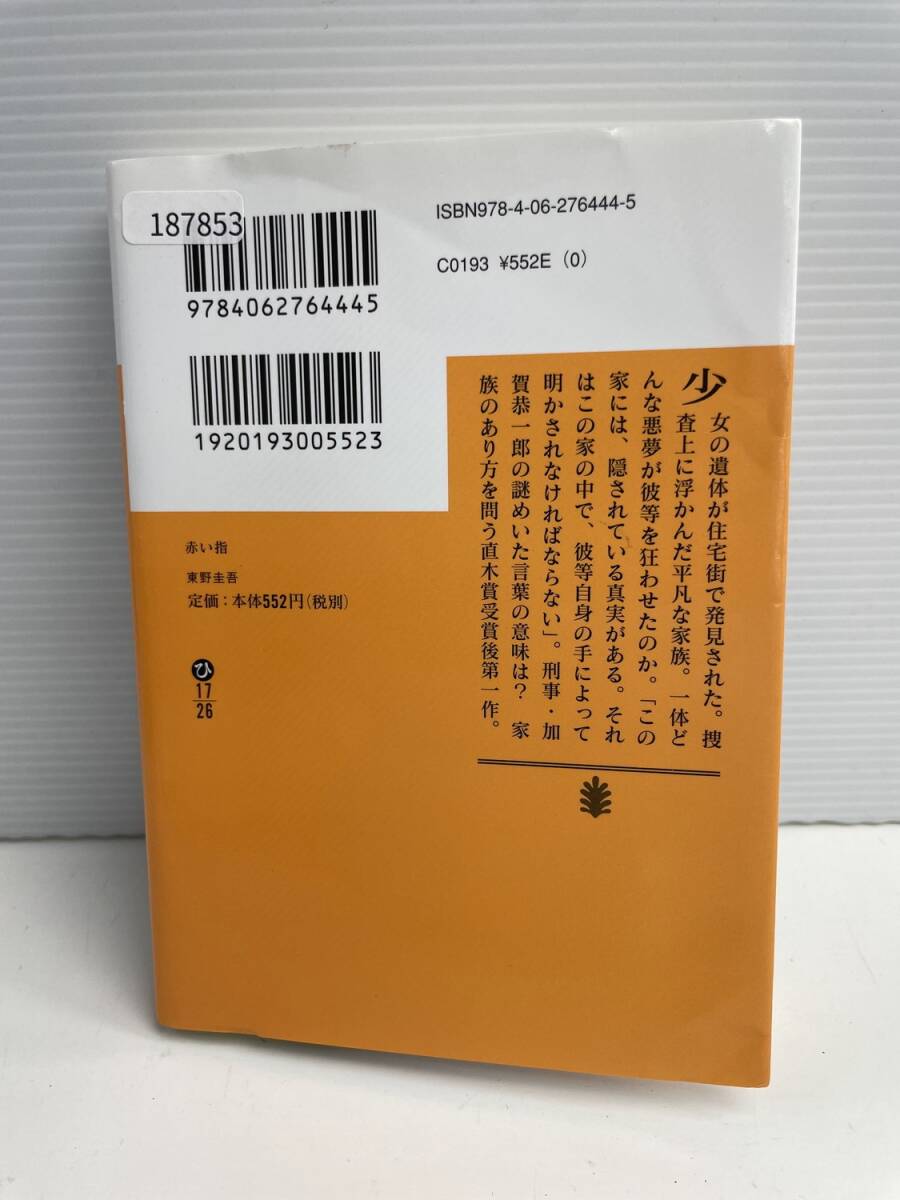 187853
ISBN978-4-06-276444-5
C0193 ¥552E (0)
9784062764445
1920193005523
少女の遺体が住宅街で発見された。捜
査上に浮かんだ平凡な家族。一体ど
んな悪夢が彼等を狂わせたのか。「この
家には、隠されている真実がある。それ
はこの家の中で、彼等自身の手によって
明かされなければならない」。刑事・加
賀恭一郎の謎めいた言葉の意味は？　家
族のあり方を問う直木賞受賞後第一作。
赤い指
東野圭吾
定価：本体552円（税別）
ひ
17
26